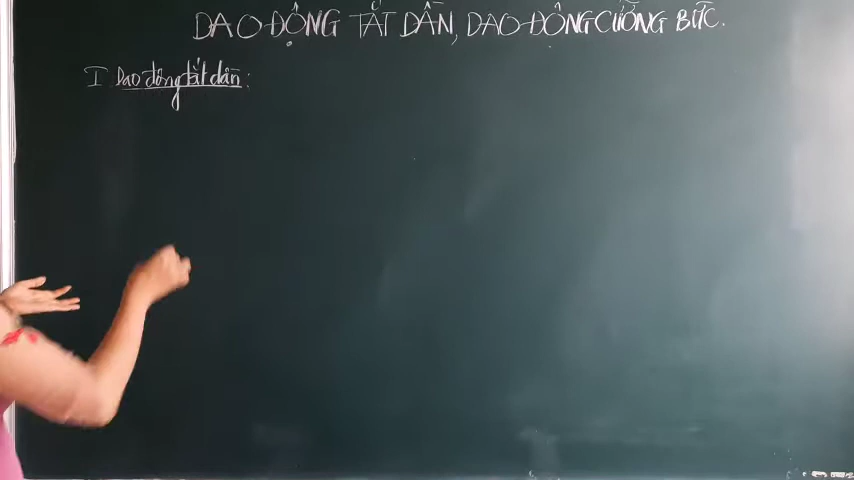 DAO ĐỘNG TẮT DẦN, DAO ĐỘNG CƯỠNG BỨC.
I Dao động tắt dần: